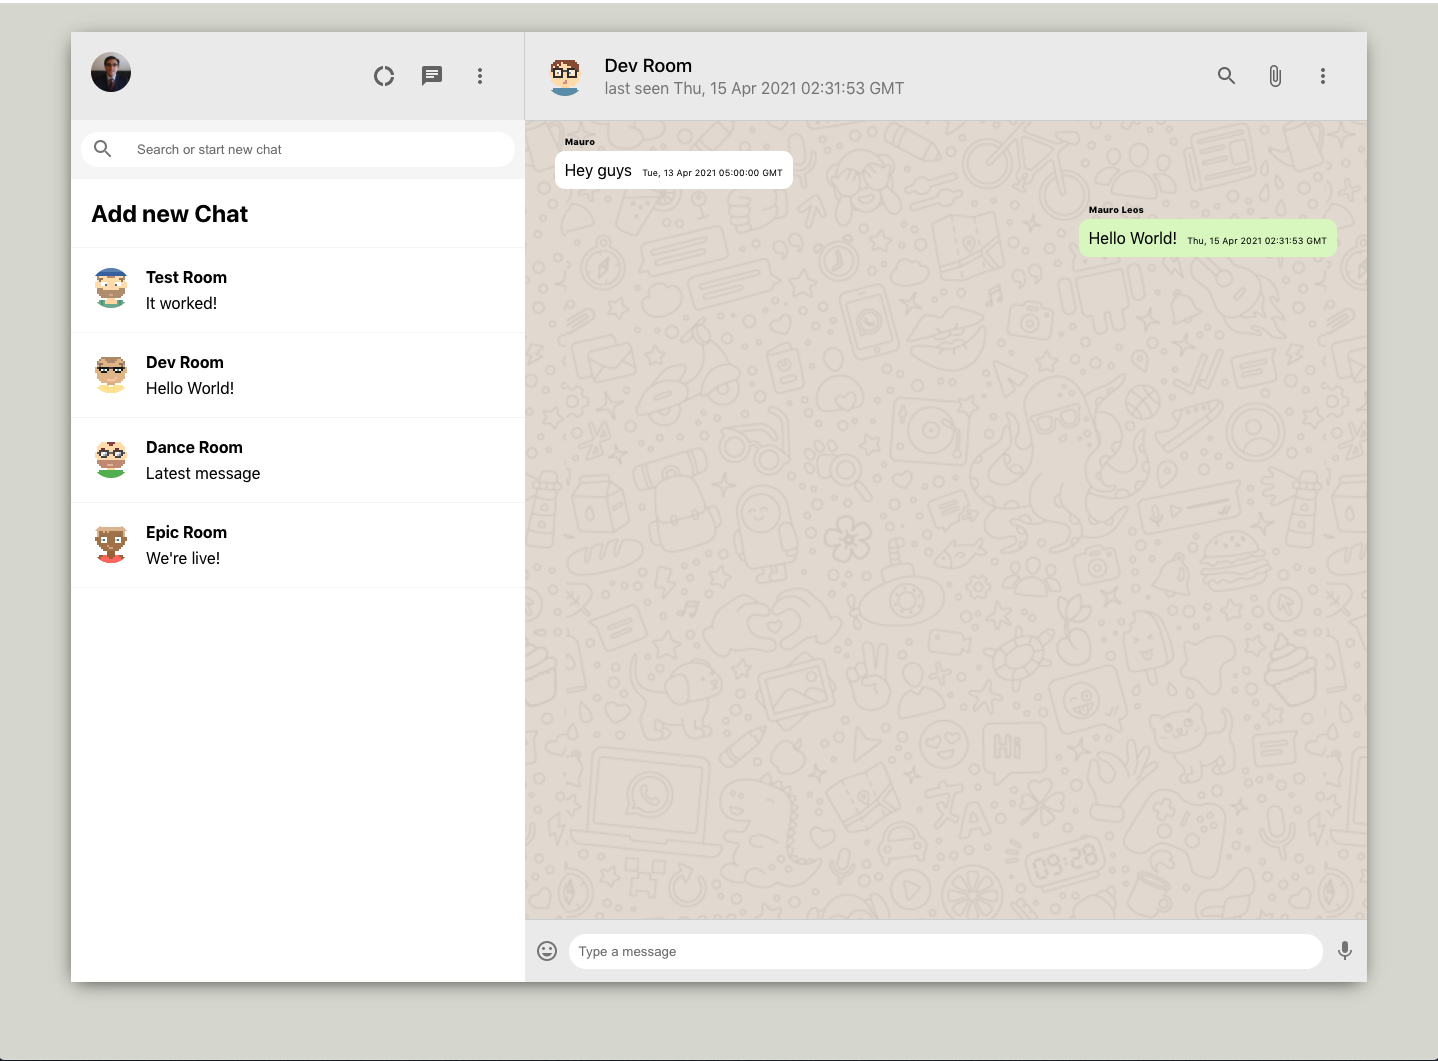 Dev Room
last seen Thu, 15 Apr 2021 02:31:53 GMT
Search or start new chat
Add new Chat
Test Room
It worked!
Dev Room
Hello World!
Dance Room
Latest message
Epic Room
We're live!
Mauro
Hey guys Tue, 13 Apr 2021 05:00:00 GMT
Mauro Leos
Hello World! Thu, 15 Apr 2021 02:31:53 GMT
Hi
09:28
Type a message